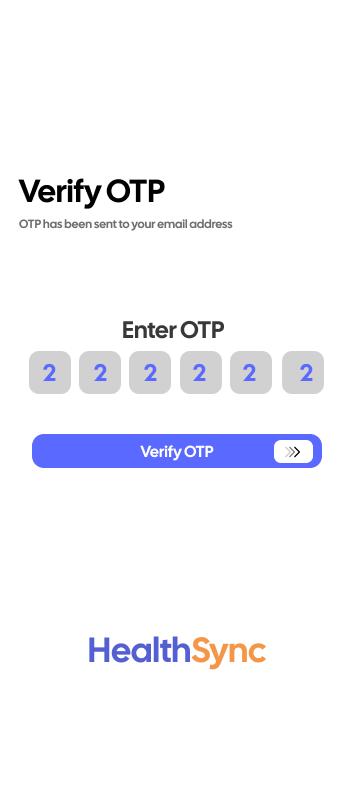 Verify OTP
OTP has been sent to your email address
Enter OTP
2 2 2 2 2 2
Verify OTP
HealthSync